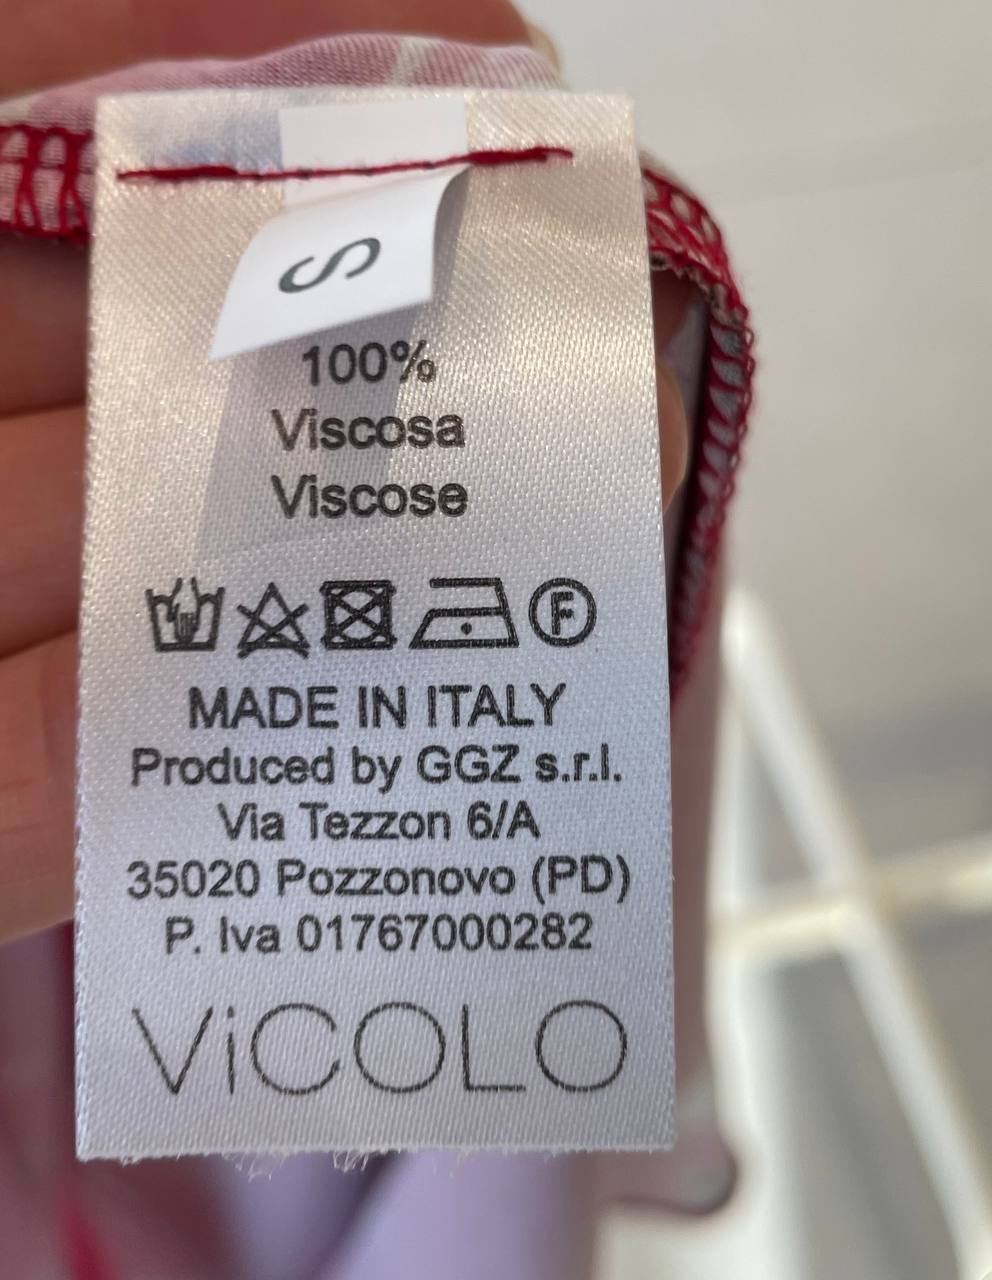 S
100%
Viscosa
Viscose
F
MADE IN ITALY
Produced by GGZ s.r.l.
Via Tezzon 6/A
35020 Pozzonovo (PD)
P. Iva 01767000282
ViCOLO